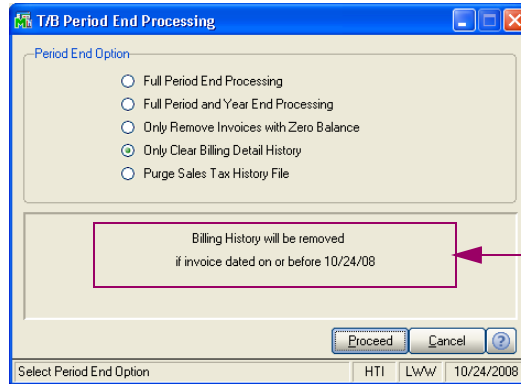 T/B Period End Processing
Period End Option
Full Period End Processing
Full Period and Year End Processing
Only Remove Invoices with Zero Balance
Only Clear Billing Detail History
Purge Sales Tax History File
Billing History will be removed
if invoice dated on or before 10/24/08
Proceed Cancel ?
Select Period End Option HTI LWW 10/24/2008